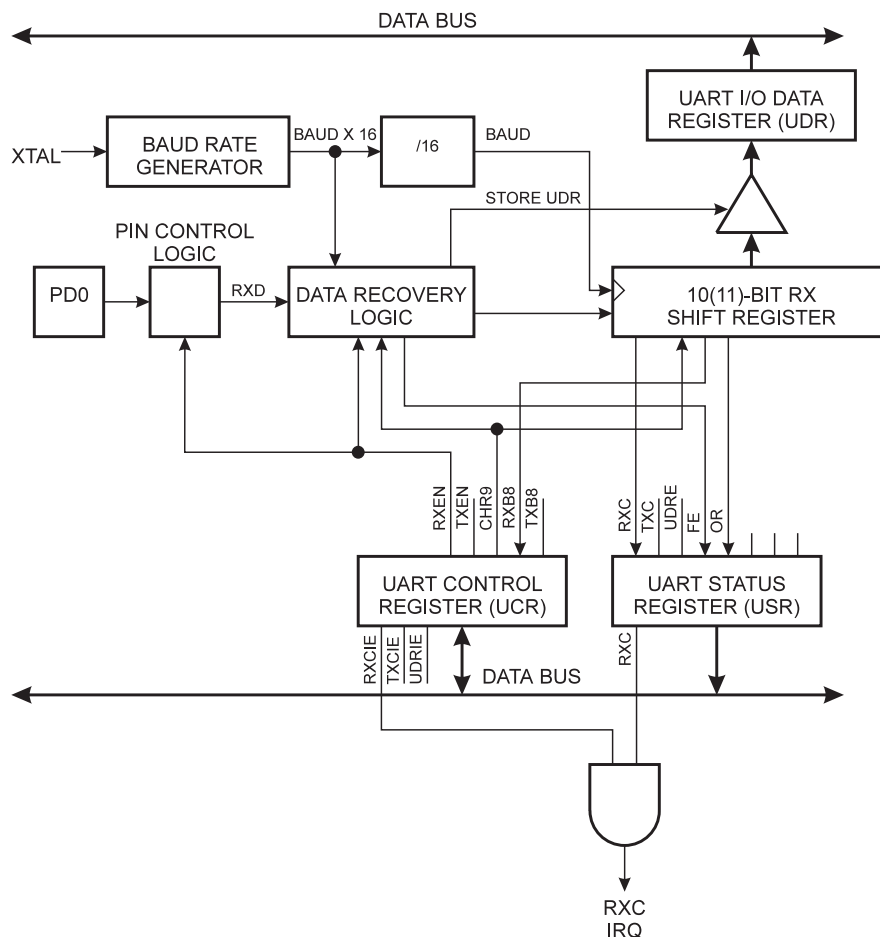 DATA BUS
UART I/O DATA
REGISTER (UDR)
XTAL
BAUD RATE
GENERATOR
BAUD X 16
/16
BAUD
STORE UDR
PIN CONTROL
LOGIC
PD0
RXD
DATA RECOVERY
LOGIC
10(11)-BIT RX
SHIFT REGISTER
RXEN
TXEN
CHR9
RXB8
TXB8
RXC
TXC
UDRE
FE
OR
UART CONTROL
REGISTER (UCR)
UART STATUS
REGISTER (USR)
RXCIE
TXCIE
UDRIE
RXC
DATA BUS
RXC
IRQ